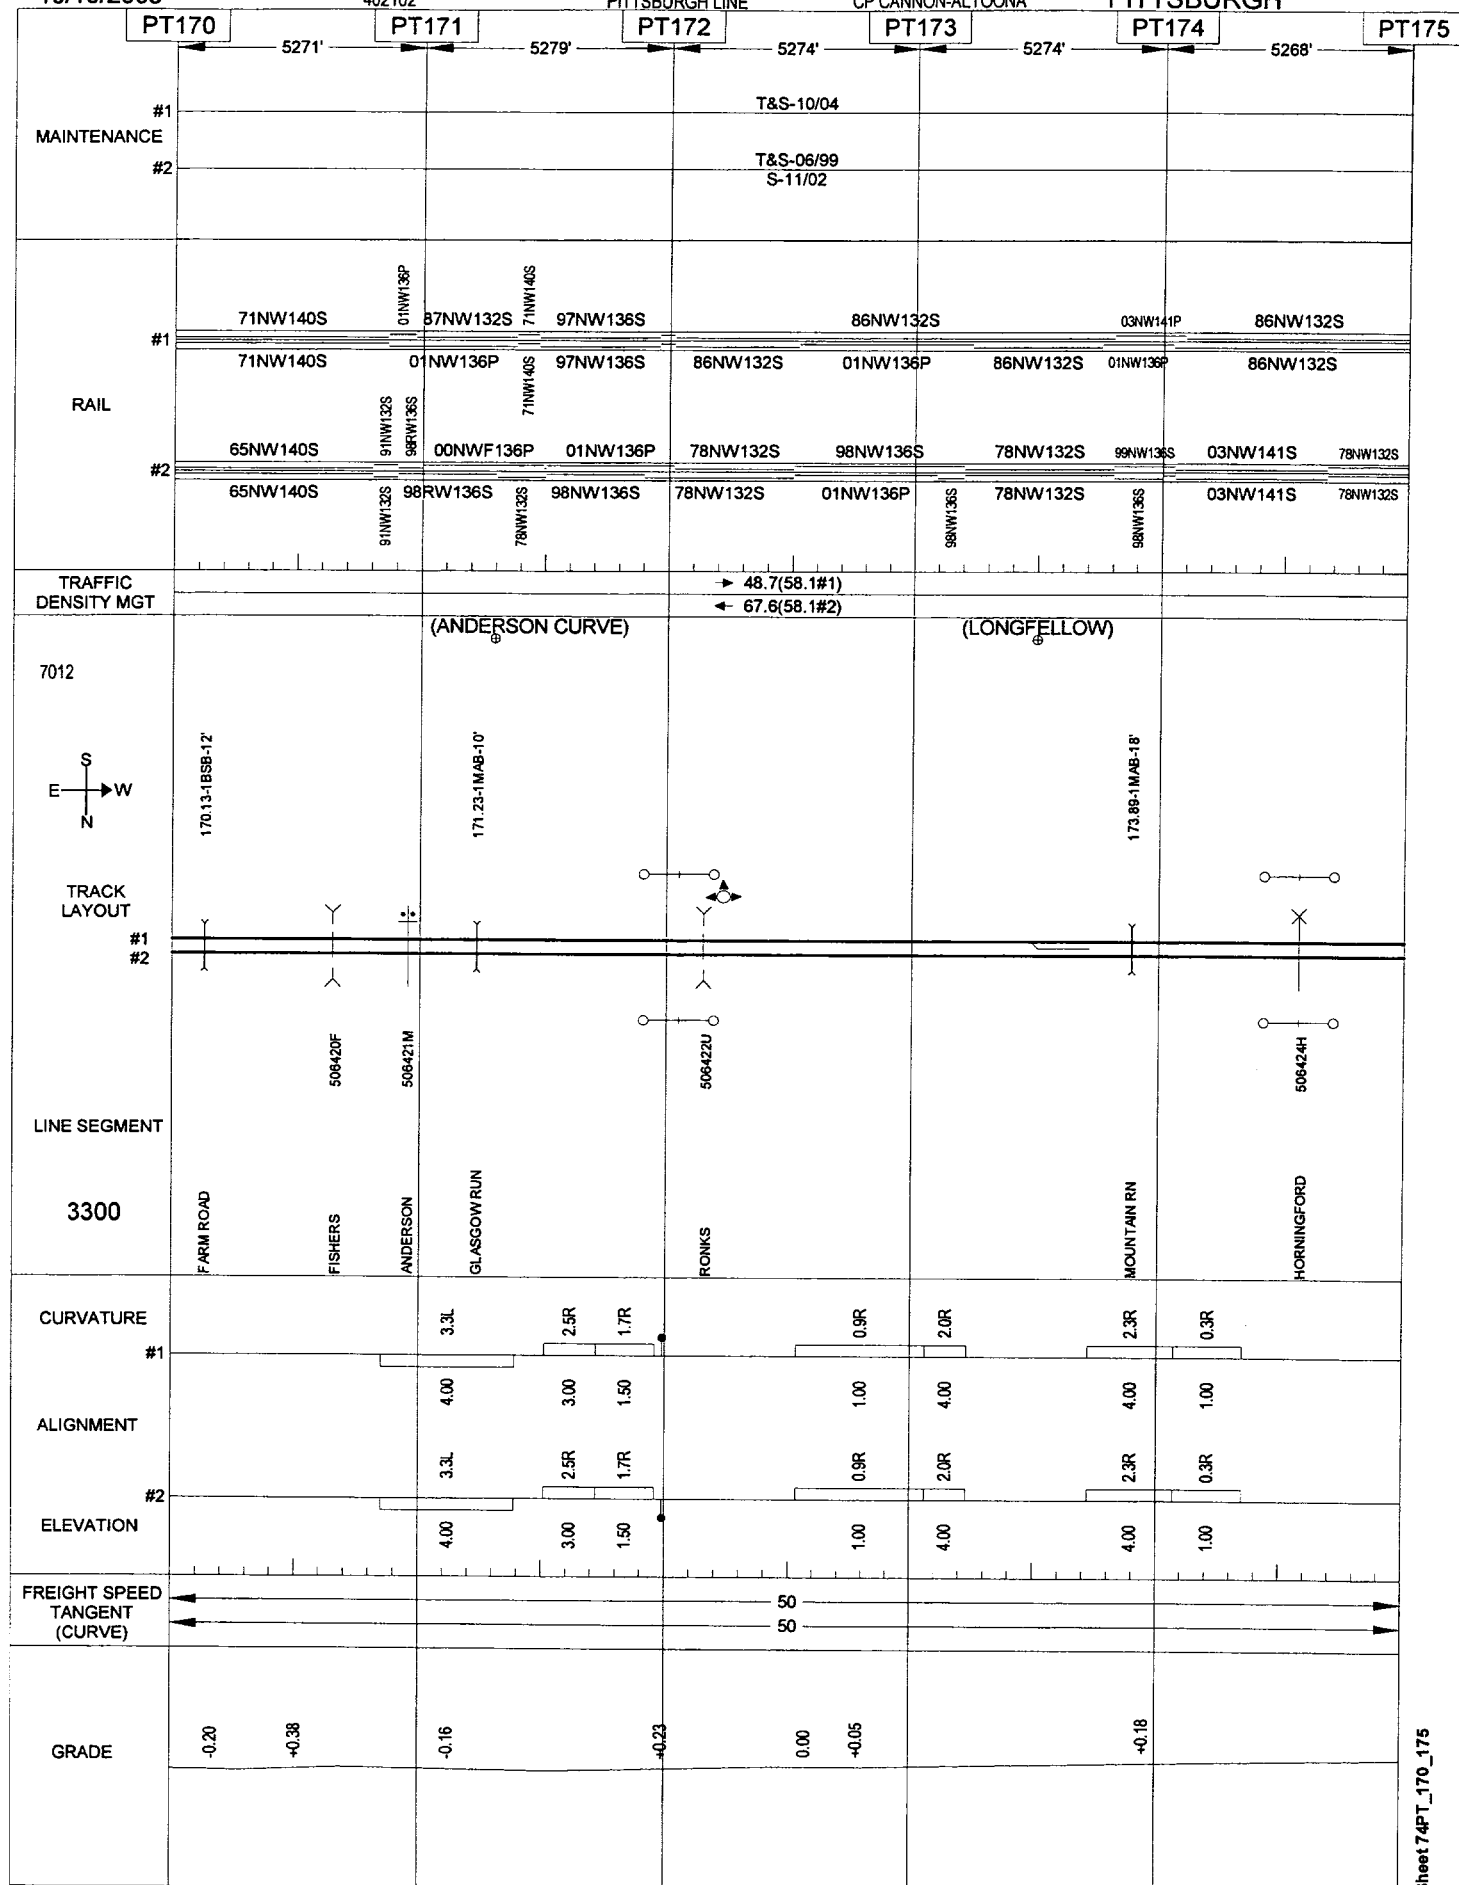 PITTSBURGH LINE
CP CANNON-ALTOONA
PITTSBURGH
PT170 PT171 PT172 PT173 PT174 PT175
5271' 5279' 5274' 5274' 5268'
#1 T&S-10/04
MAINTENANCE
#2 T&S-06/99
S-11/02
01NW136P 71NW140S
71NW140S 87NW132S 97NW136S 86NW132S 03NW141P 86NW132S
#1
71NW140S 01NW136P 71NW140S 97NW136S 86NW132S 01NW136P 86NW132S 01NW136P 86NW132S
RAIL
91NW132S 98RW136S
65NW140S 00NWF136P 01NW136P 78NW132S 98NW136S 78NW132S 99NW136S 03NW141S 78NW132S
#2
65NW140S 98RW136S 98NW136S 78NW132S 01NW136P 78NW132S 03NW141S 78NW132S
91NW132S 78NW132S 98NW136S 98NW136S
TRAFFIC
DENSITY MGT
48.7(58.1#1)
67.6(58.1#2)
(ANDERSON CURVE) (LONGFELLOW)
7012
S
E W
N
170.13-1BSB-12' 171.23-1MAB-10' 173.89-1MAB-18'
TRACK
LAYOUT
#1
#2
506420F 506421M 506422U 506424H
LINE SEGMENT
3300
FARM ROAD FISHERS ANDERSON GLASGOW RUN RONKS MOUNTAIN RN HORNINGFORD
CURVATURE
3.3L 2.5R 1.7R 0.9R 2.0R 2.3R 0.3R
#1
4.00 3.00 1.50 1.00 4.00 4.00 1.00
ALIGNMENT
3.3L 2.5R 1.7R 0.9R 2.0R 2.3R 0.3R
#2
ELEVATION
4.00 3.00 1.50 1.00 4.00 4.00 1.00
FREIGHT SPEED
TANGENT
(CURVE)
50
50
GRADE
-0.20 +0.38 -0.16 +0.23 0.00 +0.05 +0.18
Sheet 74PT_170_175